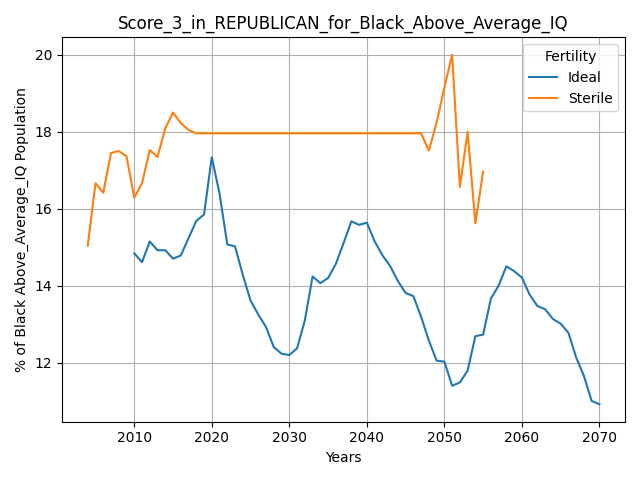 Score_3_in_REPUBLICAN_for_Black_Above_Average_IQ
% of Black Above_Average_IQ Population
20
18
16
14
12
Fertility
Ideal
Sterile
2010 2020 2030 2040 2050 2060 2070
Years